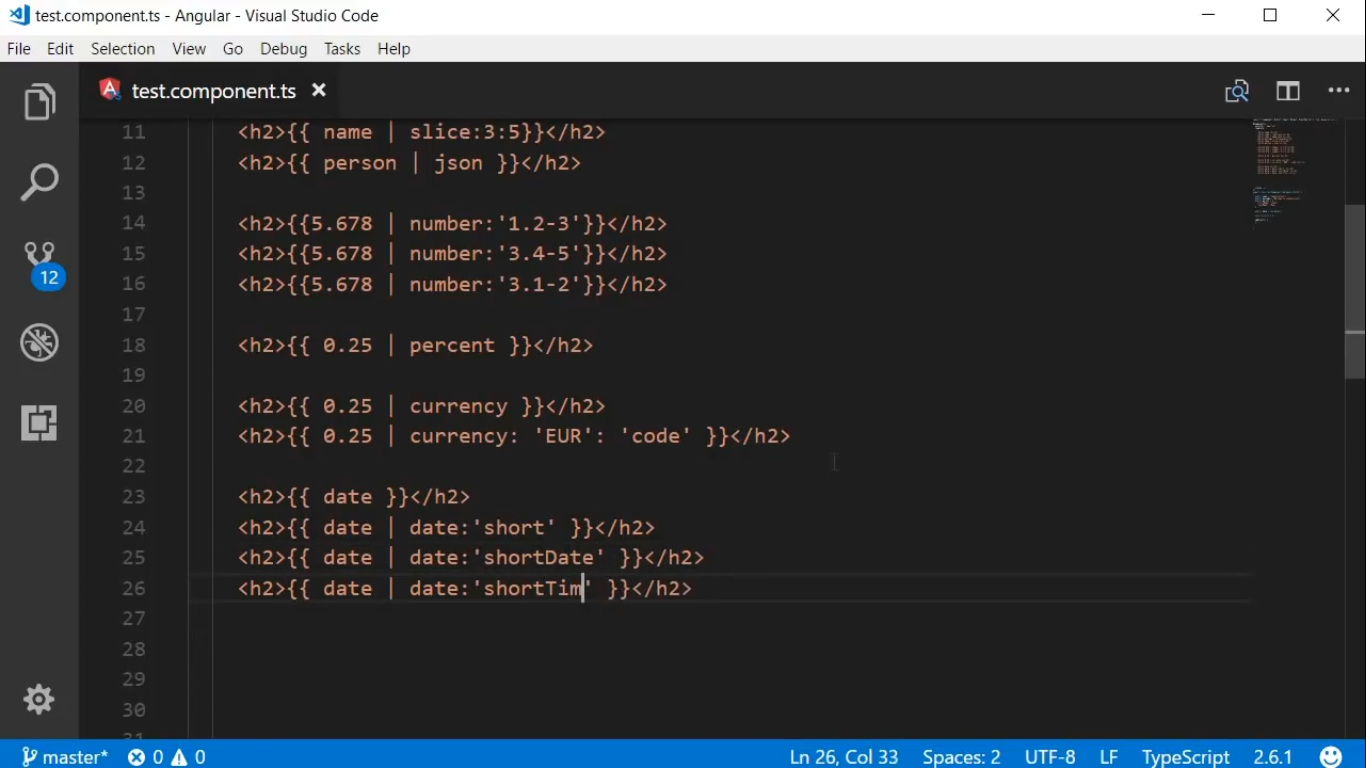 test.component.ts - Angular - Visual Studio Code
File Edit Selection View Go Debug Tasks Help
test.component.ts
11 <h2>{{ name | slice:3:5}}</h2>
12 <h2>{{ person | json }}</h2>
13
14 <h2>{{5.678 | number:'1.2-3'}}</h2>
15 <h2>{{5.678 | number:'3.4-5'}}</h2>
16 <h2>{{5.678 | number:'3.1-2'}}</h2>
17
18 <h2>{{ 0.25 | percent }}</h2>
19
20 <h2>{{ 0.25 | currency }}</h2>
21 <h2>{{ 0.25 | currency: 'EUR': 'code' }}</h2>
22
23 <h2>{{ date }}</h2>
24 <h2>{{ date | date:'short' }}</h2>
25 <h2>{{ date | date:'shortDate' }}</h2>
26 <h2>{{ date | date:'shortTim' }}</h2>
27
28
29
30
12
master* 0 0 Ln 26, Col 33 Spaces: 2 UTF-8 LF TypeScript 2.6.1